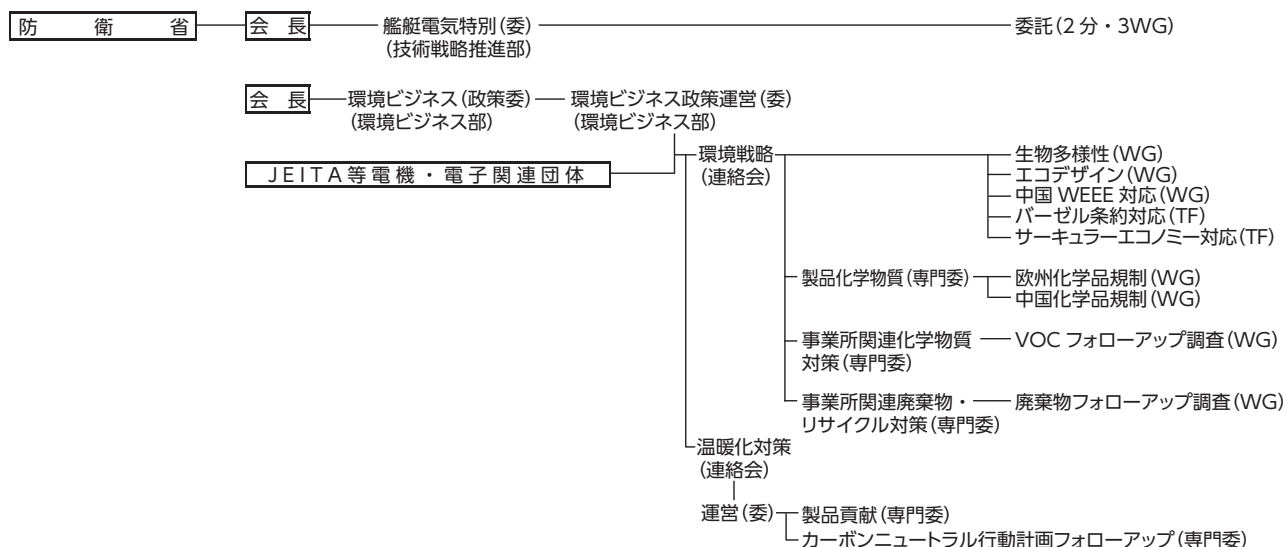 防衛省 会長 艦艇電気特別(委) 委託(2分・3WG)
(技術戦略推進部)
会長 環境ビジネス(政策委) 環境ビジネス政策運営(委)
(環境ビジネス部) (環境ビジネス部)
環境戦略 生物多様性(WG)
JEITA等電機・電子関連団体 (連絡会) エコデザイン(WG)
中国 WEEE 対応(WG)
バーゼル条約対応(TF)
サーキュラーエコノミー対応(TF)
製品化学物質(専門委) 欧州化学品規制(WG)
中国化学品規制(WG)
事業所関連化学物質 VOC フォローアップ調査(WG)
対策(専門委)
事業所関連廃棄物・ 廃棄物フォローアップ調査(WG)
リサイクル対策(専門委)
温暖化対策
(連絡会)
運営(委) 製品貢献(専門委)
カーボンニュートラル行動計画フォローアップ(専門委)